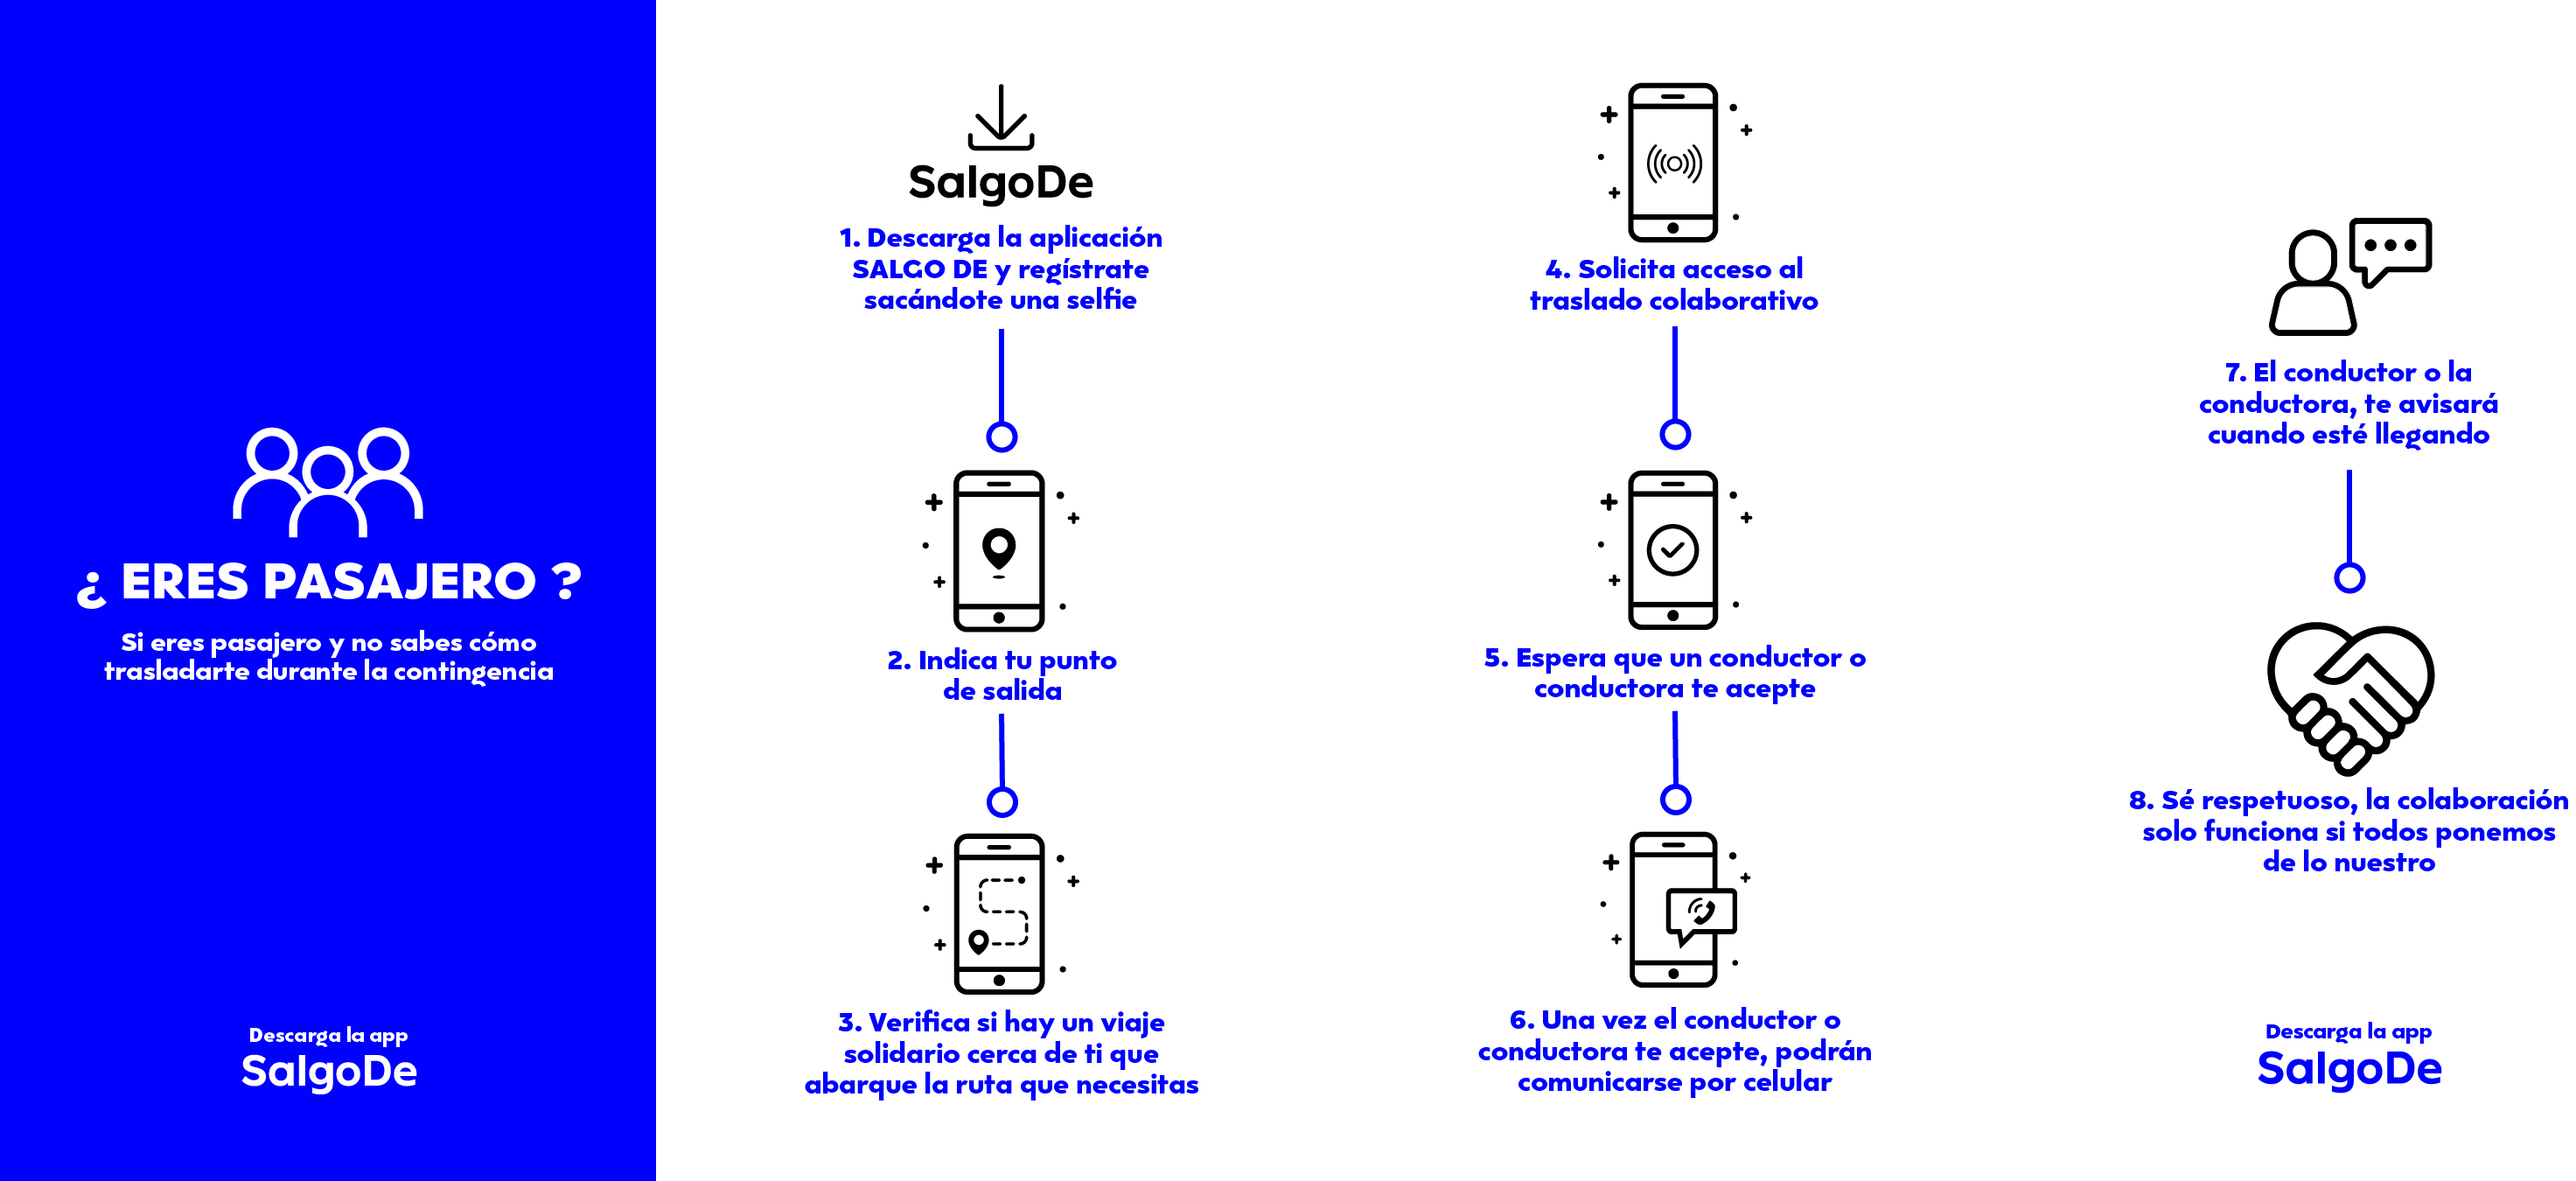 ¿ ERES PASAJERO ?
Si eres pasajero y no sabes cómo
trasladarte durante la contingencia
Descarga la app
SalgoDe
SalgoDe
1. Descarga la aplicación
SALGO DE y regístrate
sacándote una selfie
2. Indica tu punto
de salida
3. Verifica si hay un viaje
solidario cerca de ti que
abarque la ruta que necesitas
4. Solicita acceso al
traslado colaborativo
5. Espera que un conductor o
conductora te acepte
6. Una vez el conductor o
conductora te acepte, podrán
comunicarse por celular
7. El conductor o la
conductora, te avisará
cuando esté llegando
8. Sé respetuoso, la colaboración
solo funciona si todos ponemos
de lo nuestro
Descarga la app
SalgoDe